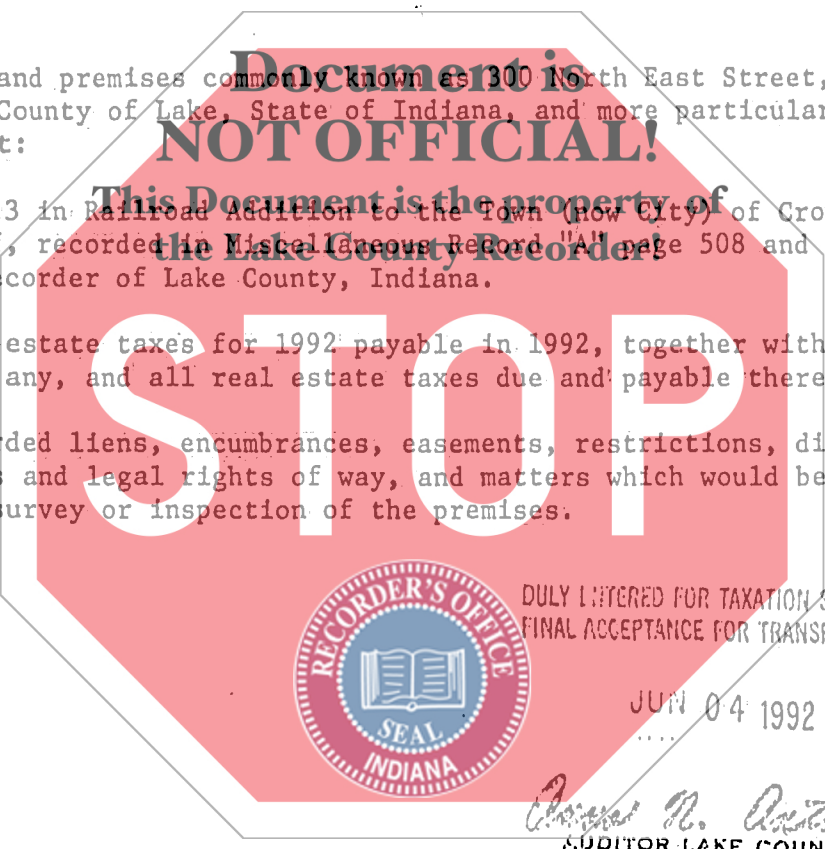 Document is
and premises commonly known as 300 North East Street,
County of Lake, State of Indiana, and more particular
t:
NOT OFFICIAL!
This Document is the property of
3 in Railroad Addition to the Town (now City) of Cro
, recorded in Miscellaneous Record "A" page 508 and
the Lake County Recorder!
corder of Lake County, Indiana.
estate taxes for 1992 payable in 1992, together with
any, and all real estate taxes due and payable there
STOP
ded liens, encumbrances, easements, restrictions, di
s and legal rights of way, and matters which would be
survey or inspection of the premises.
RECORDER'S OFFICE
SEAL
INDIANA
DULY ENTERED FOR TAXATION S
FINAL ACCEPTANCE FOR TRANSF
JUN 04 1992
AUDITOR LAKE COUN